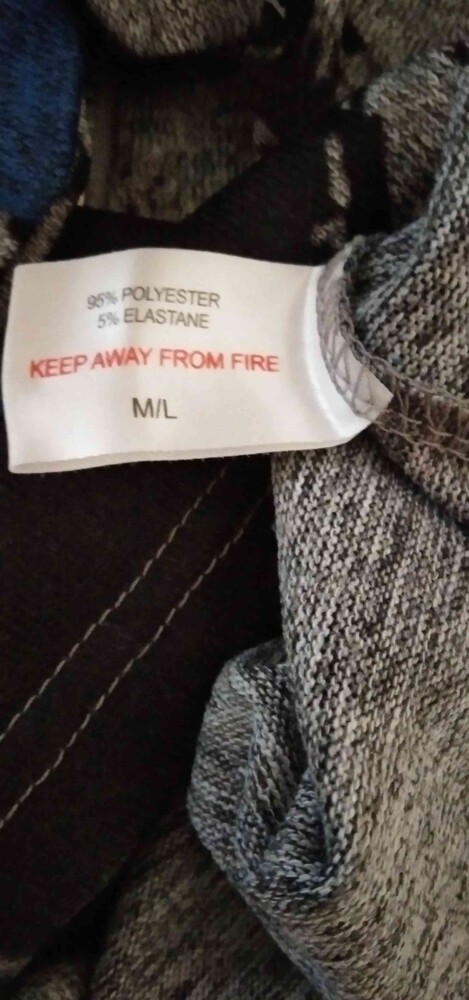 95% POLYESTER
5% ELASTANE
KEEP AWAY FROM FIRE
M/L